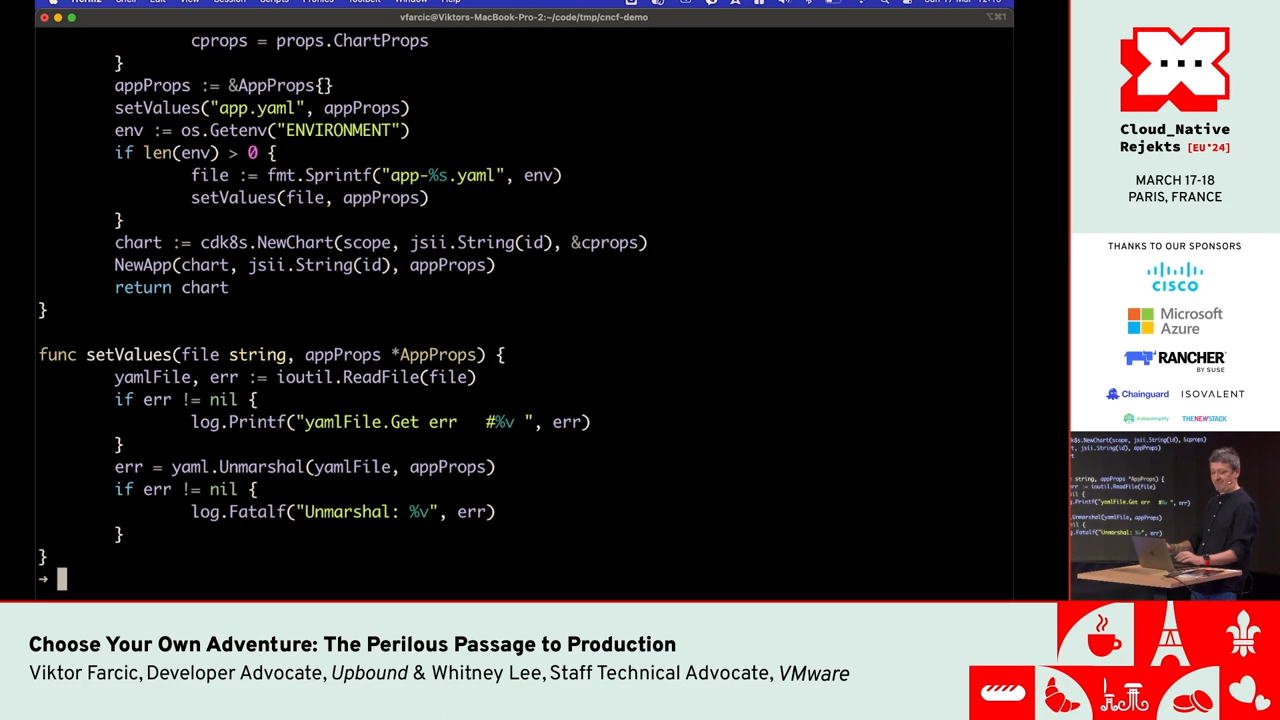 vfarcic@Viktors-MacBook-Pro-2:~/code/tmp/cncf-demo
⌥⌘1
cprops = props.ChartProps
}
appProps := &AppProps{}
setValues("app.yaml", appProps)
env := os.Getenv("ENVIRONMENT")
if len(env) > 0 {
file := fmt.Sprintf("app-%s.yaml", env)
setValues(file, appProps)
}
chart := cdk8s.NewChart(scope, jsii.String(id), &cprops)
NewApp(chart, jsii.String(id), appProps)
return chart
}
func setValues(file string, appProps *AppProps) {
yamlFile, err := ioutil.ReadFile(file)
if err != nil {
log.Printf("yamlFile.Get err   #%v ", err)
}
err = yaml.Unmarshal(yamlFile, appProps)
if err != nil {
log.Fatalf("Unmarshal: %v", err)
}
}
➜
Cloud_Native
Rejekts [EU'24]
MARCH 17-18
PARIS, FRANCE
THANKS TO OUR SPONSORS
CISCO
Microsoft
Azure
RANCHER
BY SUSE
Chainguard ISOVALENT
THENEWSTACK
Choose Your Own Adventure: The Perilous Passage to Production
Viktor Farcic, Developer Advocate, Upbound & Whitney Lee, Staff Technical Advocate, VMware